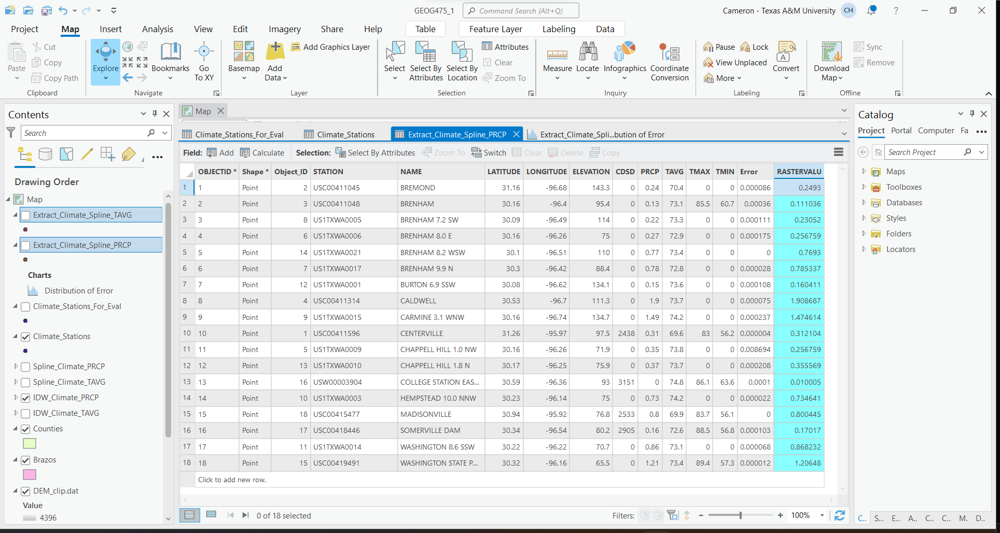 GEOG475_1
Command Search (Alt+Q)
Cameron - Texas A&M University
CH
?
Project
Map
Insert
Analysis
View
Edit
Imagery
Share
Help
Table
Feature Layer
Labeling
Data
Paste
Cut
Copy
Copy Path
Clipboard
Explore
Bookmarks
Go
To XY
Navigate
Basemap
Add
Data
Add Graphics Layer
Layer
Select
Select By
Attributes
Select By
Location
Attributes
Clear
Zoom To
Selection
Measure
Locate
Infographics
Coordinate
Conversion
Inquiry
Pause
Lock
View Unplaced
More
Convert
Labeling
Download
Map
Sync
Remove
Offline
Contents
Search
Drawing Order
Map
Extract_Climate_Spline_TAVG
Extract_Climate_Spline_PRCP
Charts
Distribution of Error
Climate_Stations_For_Eval
Climate_Stations
Spline_Climate_PRCP
Spline_Climate_TAVG
IDW_Climate_PRCP
IDW_Climate_TAVG
Counties
Brazos
DEM_clip.dat
Value
4396
Map
Climate_Stations_For_Eval
Climate_Stations
Extract_Climate_Spline_PRCP
Extract_Climate_Spli...bution of Error
Field: Add Calculate Selection: Select By Attributes Zoom To Switch Clear Delete Copy
OBJECTID * Shape * Object_ID STATION NAME LATITUDE LONGITUDE ELEVATION CDSD PRCP TAVG TMAX TMIN Error RASTERVALU
1 1 Point 2 USC00411045 BREMOND 31.16 -96.68 143.3 0 0.24 70.4 0 0 0.000086 0.2493
2 2 Point 3 USC00411048 BRENHAM 30.16 -96.4 95.4 0 0.13 73.1 85.5 60.7 0.00036 0.111036
3 3 Point 8 US1TXWA0005 BRENHAM 7.2 SW 30.09 -96.49 114 0 0.22 73.3 0 0 0.000111 0.23052
4 4 Point 6 US1TXWA0006 BRENHAM 8.0 E 30.16 -96.26 75 0 0.27 72.9 0 0 0.000175 0.256759
5 5 Point 14 US1TXWA0021 BRENHAM 8.2 WSW 30.1 -96.51 110 0 0.77 73.4 0 0 0 0.7693
6 6 Point 7 US1TXWA0017 BRENHAM 9.9 N 30.3 -96.42 88.4 0 0.78 72.8 0 0 0.000028 0.785337
7 7 Point 12 US1TXWA0001 BURTON 6.9 SSW 30.08 -96.62 134.1 0 0.15 73.6 0 0 0.000108 0.160411
8 8 Point 4 USC00411314 CALDWELL 30.53 -96.7 111.3 0 1.9 73.7 0 0 0.000075 1.908687
9 9 Point 9 US1TXWA0015 CARMINE 3.1 WNW 30.16 -96.74 134.7 0 1.49 74.2 0 0 0.000237 1.474614
10 10 Point 1 USC00411596 CENTERVILLE 31.26 -95.97 97.5 2438 0.31 69.6 83 56.2 0.000004 0.312104
11 11 Point 5 US1TXWA0009 CHAPPELL HILL 1.0 NW 30.16 -96.26 71.9 0 0.35 73.8 0 0 0.008694 0.256759
12 12 Point 13 US1TXWA0010 CHAPPELL HILL 1.8 N 30.17 -96.25 75.9 0 0.37 73.7 0 0 0.000208 0.355569
13 13 Point 16 USW00003904 COLLEGE STATION EAS... 30.59 -96.36 93 3151 0 74.8 86.1 63.6 0.0001 0.010005
14 14 Point 10 US1TXWA0003 HEMPSTEAD 10.0 NNW 30.23 -96.14 75 0 0.73 74.2 0 0 0.000022 0.734641
15 15 Point 18 USC00415477 MADISONVILLE 30.94 -95.92 76.8 2533 0.8 69.9 83.7 56.1 0 0.800445
16 16 Point 17 USC00418446 SOMERVILLE DAM 30.34 -96.54 80.2 2905 0.16 72.6 88.5 56.8 0.000103 0.17017
17 17 Point 11 US1TXWA0014 WASHINGTON 8.6 SSW 30.22 -96.22 70.7 0 0.86 73.1 0 0 0.000068 0.868232
18 18 Point 15 USC00419491 WASHINGTON STATE P... 30.32 -96.16 65.5 0 1.21 73.4 89.4 57.3 0.000012 1.20648
Click to add new row.
0 of 18 selected
Filters:
100%
Catalog
Project Portal Computer Fa
Search Project
Maps
Toolboxes
Databases
Styles
Folders
Locators
C... S... E... A... C... C... M. D..